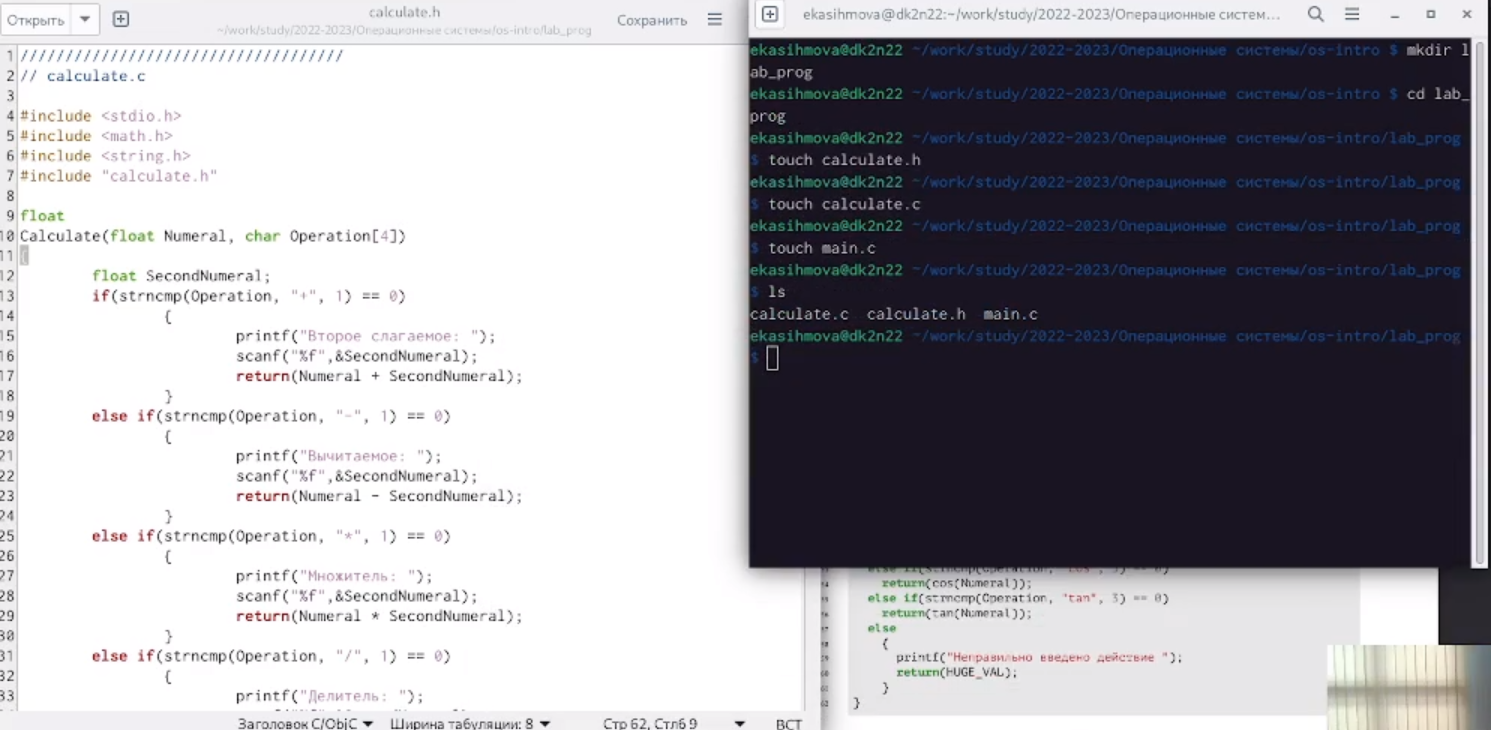 Открыть
calculate.h
~/work/study/2022-2023/Операционные системы/os-intro/lab_prog
Сохранить
1 ////////////////////////////////////
2 // calculate.c
3
4 #include <stdio.h>
5 #include <math.h>
6 #include <string.h>
7 #include "calculate.h"
8
9 float
10 Calculate(float Numeral, char Operation[4])
11 {
12 float SecondNumeral;
13 if(strncmp(Operation, "+", 1) == 0)
14 {
15 printf("Второе слагаемое: ");
16 scanf("%f",&SecondNumeral);
17 return(Numeral + SecondNumeral);
18 }
19 else if(strncmp(Operation, "-", 1) == 0)
20 {
21 printf("Вычитаемое: ");
22 scanf("%f",&SecondNumeral);
23 return(Numeral - SecondNumeral);
24 }
25 else if(strncmp(Operation, "*", 1) == 0)
26 {
27 printf("Множитель: ");
28 scanf("%f",&SecondNumeral);
29 return(Numeral * SecondNumeral);
30 }
31 else if(strncmp(Operation, "/", 1) == 0)
32 {
33 printf("Делитель: ");
Заголовок C/ObjC Ширина табуляции: 8 Стр 62, Стлб 9 ВСТ
ekasihmova@dk2n22:~/work/study/2022-2023/Операционные систем...
ekasihmova@dk2n22 ~/work/study/2022-2023/Операционные системы/os-intro $ mkdir l
ab_prog
ekasihmova@dk2n22 ~/work/study/2022-2023/Операционные системы/os-intro $ cd lab_
prog
ekasihmova@dk2n22 ~/work/study/2022-2023/Операционные системы/os-intro/lab_prog
$ touch calculate.h
ekasihmova@dk2n22 ~/work/study/2022-2023/Операционные системы/os-intro/lab_prog
$ touch calculate.c
ekasihmova@dk2n22 ~/work/study/2022-2023/Операционные системы/os-intro/lab_prog
$ touch main.c
ekasihmova@dk2n22 ~/work/study/2022-2023/Операционные системы/os-intro/lab_prog
$ ls
calculate.c calculate.h main.c
ekasihmova@dk2n22 ~/work/study/2022-2023/Операционные системы/os-intro/lab_prog
$
return(cos(Numeral));
else if(strncmp(Operation, "tan", 3) == 0)
return(tan(Numeral));
else
{
printf("Неправильно введено действие ");
return(HUGE_VAL);
}
}